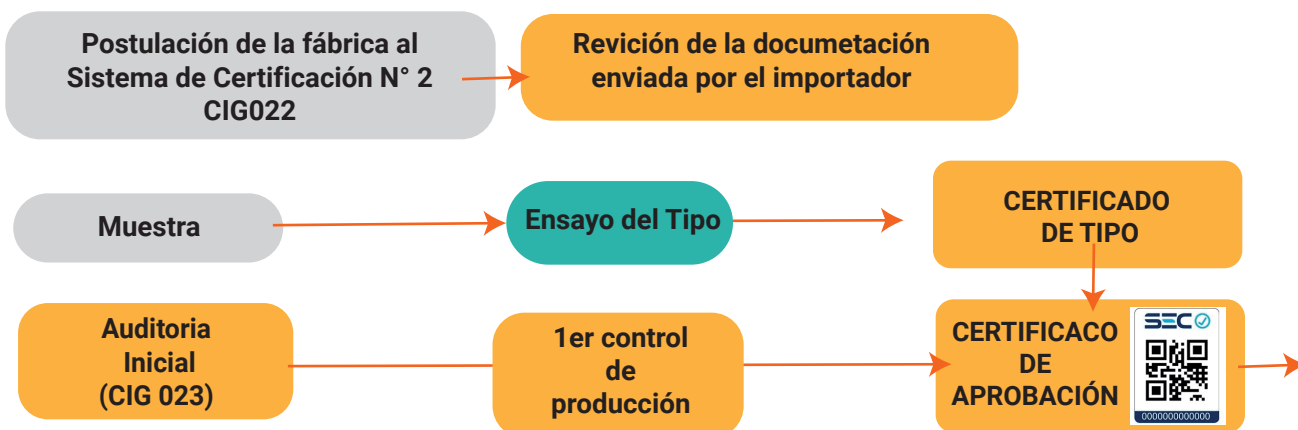 Postulación de la fábrica al
Sistema de Certificación N° 2
CIG022
Revición de la documetación
enviada por el importador
Muestra
Ensayo del Tipo
CERTIFICADO
DE TIPO
Auditoria
Inicial
(CIG 023)
1er control
de
producción
CERTIFICACO
DE
APROBACIÓN
SEC
0000000000000